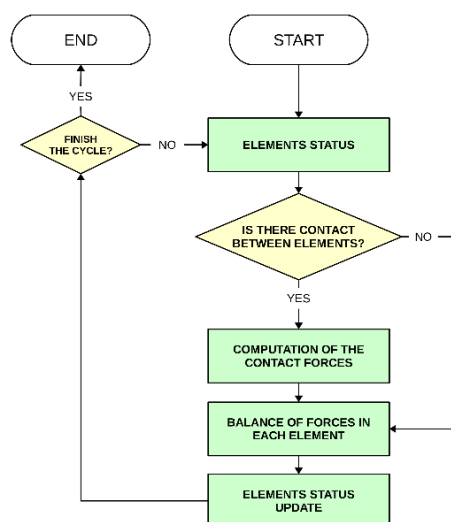 END
START
YES
FINISH
THE CYCLE?
NO
ELEMENTS STATUS
IS THERE CONTACT
BETWEEN ELEMENTS?
NO
YES
COMPUTATION OF THE
CONTACT FORCES
BALANCE OF FORCES IN
EACH ELEMENT
ELEMENTS STATUS
UPDATE